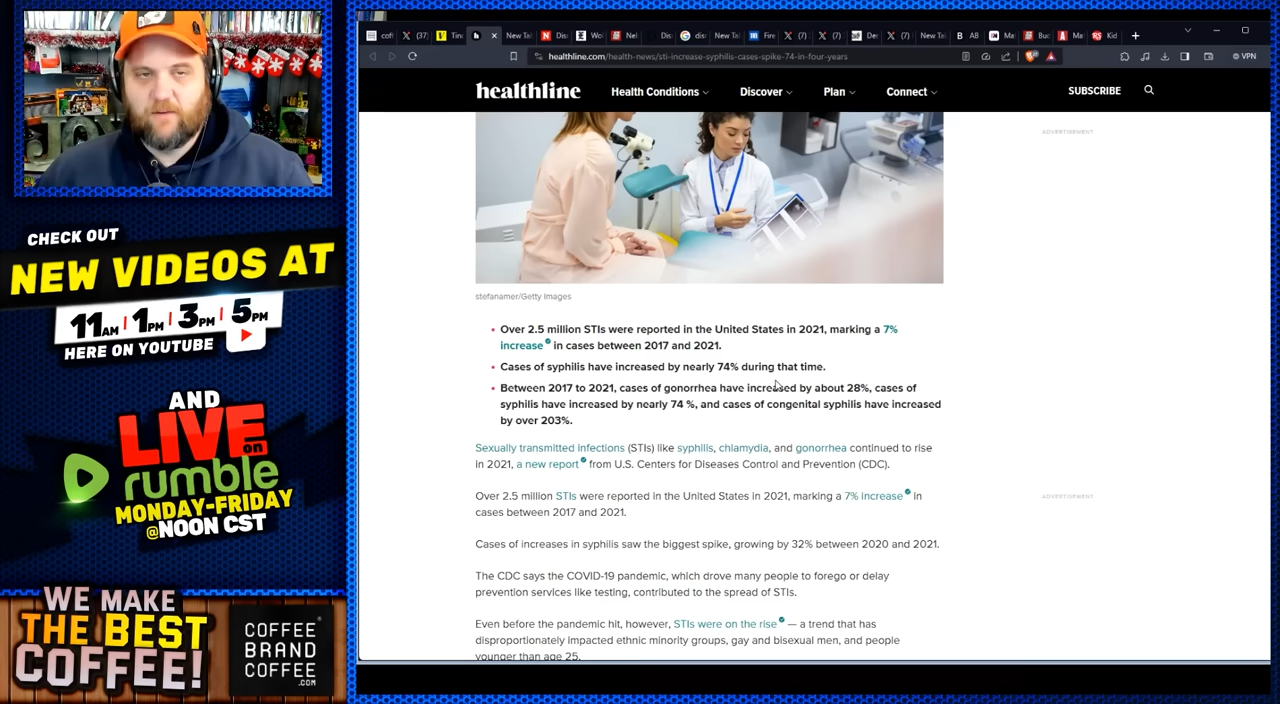 CHECK OUT
NEW VIDEOS AT
11AM | 1PM | 3PM | 5PM
HERE ON YOUTUBE
AND
LIVE
on
rumble
MONDAY-FRIDAY
@NOON CST
WE MAKE
THE BEST
COFFEE!
COFFEE
BRAND
COFFEE
.COM
healthline.com/health-news/sti-increase-syphilis-cases-spike-74-in-four-years
VPN
healthline
Health Conditions
Discover
Plan
Connect
SUBSCRIBE
ADVERTISEMENT
stefanamer/Getty Images
Over 2.5 million STIs were reported in the United States in 2021, marking a 7%
increase in cases between 2017 and 2021.
Cases of syphilis have increased by nearly 74% during that time.
Between 2017 to 2021, cases of gonorrhea have increased by about 28%, cases of
syphilis have increased by nearly 74 %, and cases of congenital syphilis have increased
by over 203%.
Sexually transmitted infections (STIs) like syphilis, chlamydia, and gonorrhea continued to rise
in 2021, a new report from U.S. Centers for Diseases Control and Prevention (CDC).
ADVERTISEMENT
Over 2.5 million STIs were reported in the United States in 2021, marking a 7% increase in
cases between 2017 and 2021.
Cases of increases in syphilis saw the biggest spike, growing by 32% between 2020 and 2021.
The CDC says the COVID-19 pandemic, which drove many people to forego or delay
prevention services like testing, contributed to the spread of STIs.
Even before the pandemic hit, however, STIs were on the rise — a trend that has
disproportionately impacted ethnic minority groups, gay and bisexual men, and people
younger than age 25.